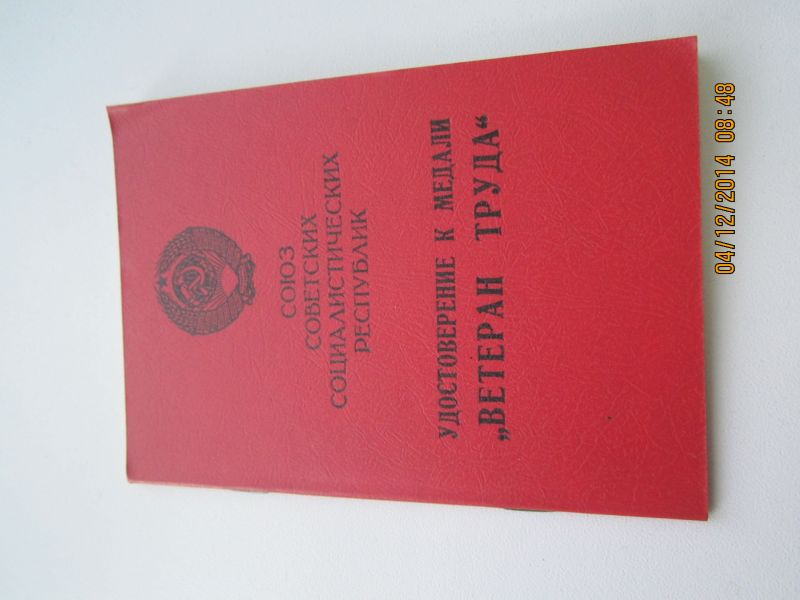 СОЮЗ
СОВЕТСКИХ
СОЦИАЛИСТИЧЕСКИХ
РЕСПУБЛИК
УДОСТОВЕРЕНИЕ К МЕДАЛИ
„ВЕТЕРАН ТРУДА“
04/12/2014 08:48